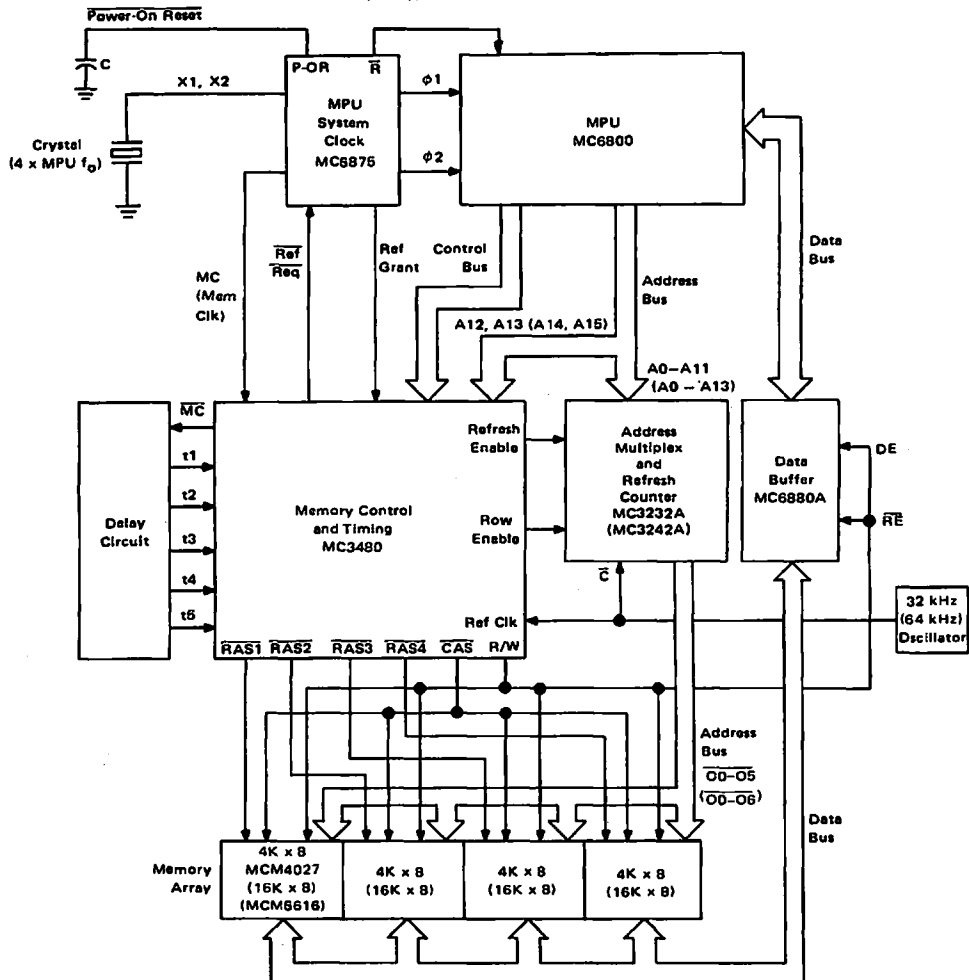 Power-On Reset
C
P-OR R
MPU
System
Clock
MC6875
X1, X2
Crystal
(4 x MPU fo)
ϕ1
ϕ2
MPU
MC6800
MC
(Mem
Clk)
Ref
Req
Ref
Grant
Control
Bus
Address
Bus
Data
Bus
A12, A13 (A14, A15)
A0–A11
(A0 – A13)
Delay
Circuit
MC
t1
t2
t3
t4
t5
Memory Control
and Timing
MC3480
Refresh
Enable
Row
Enable
Ref Clk
RAS1 RAS2 RAS3 RAS4 CAS R/W
Address
Multiplex
and
Refresh
Counter
MC3232A
(MC3242A)
C
Data
Buffer
MC6880A
DE
RE
32 kHz
(64 kHz)
Oscillator
Address
Bus
O0-O5
(O0-O6)
Data
Bus
Memory
Array
4K x 8
MCM4027
(16K x 8)
(MCM6616)
4K x 8
(16K x 8)
4K x 8
(16K x 8)
4K x 8
(16K x 8)